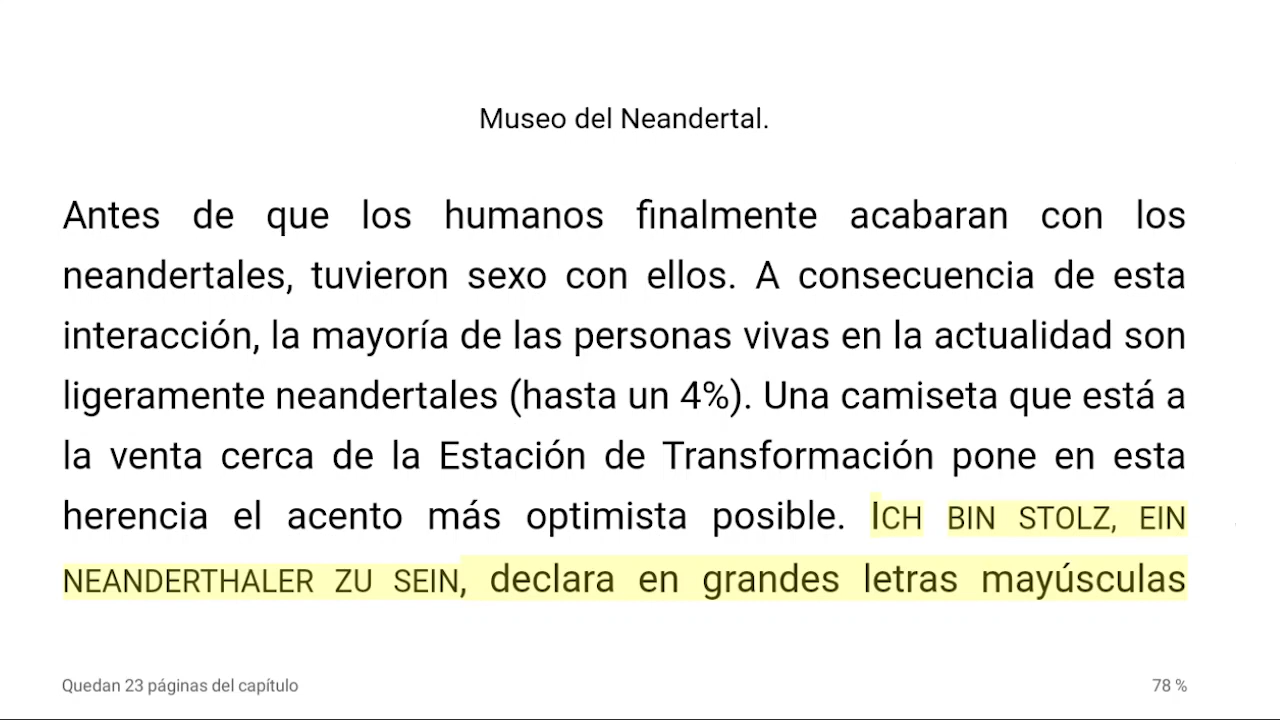 Museo del Neandertal.
Antes de que los humanos finalmente acabaran con los
neandertales, tuvieron sexo con ellos. A consecuencia de esta
interacción, la mayoría de las personas vivas en la actualidad son
ligeramente neandertales (hasta un 4%). Una camiseta que está a
la venta cerca de la Estación de Transformación pone en esta
herencia el acento más optimista posible. ICH BIN STOLZ, EIN
NEANDERTHALER ZU SEIN, declara en grandes letras mayúsculas
Quedan 23 páginas del capítulo
78 %